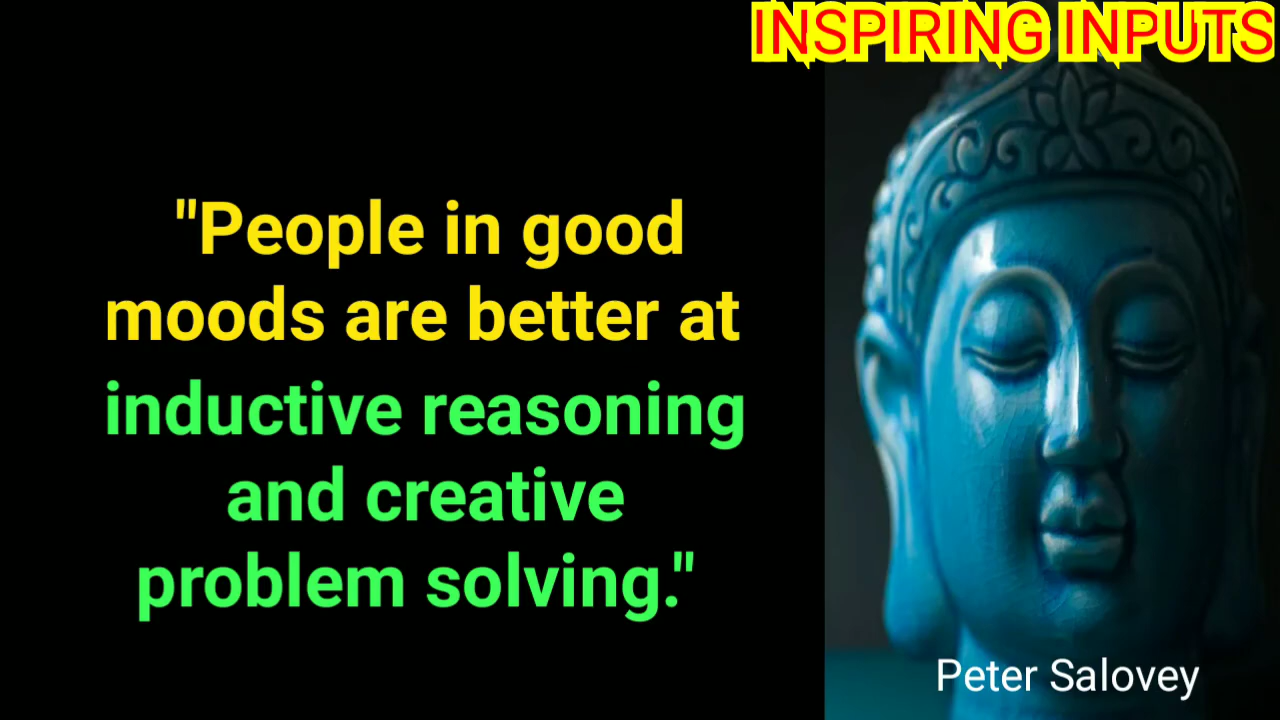 INSPIRING INPUTS
"People in good
moods are better at
inductive reasoning
and creative
problem solving."
Peter Salovey